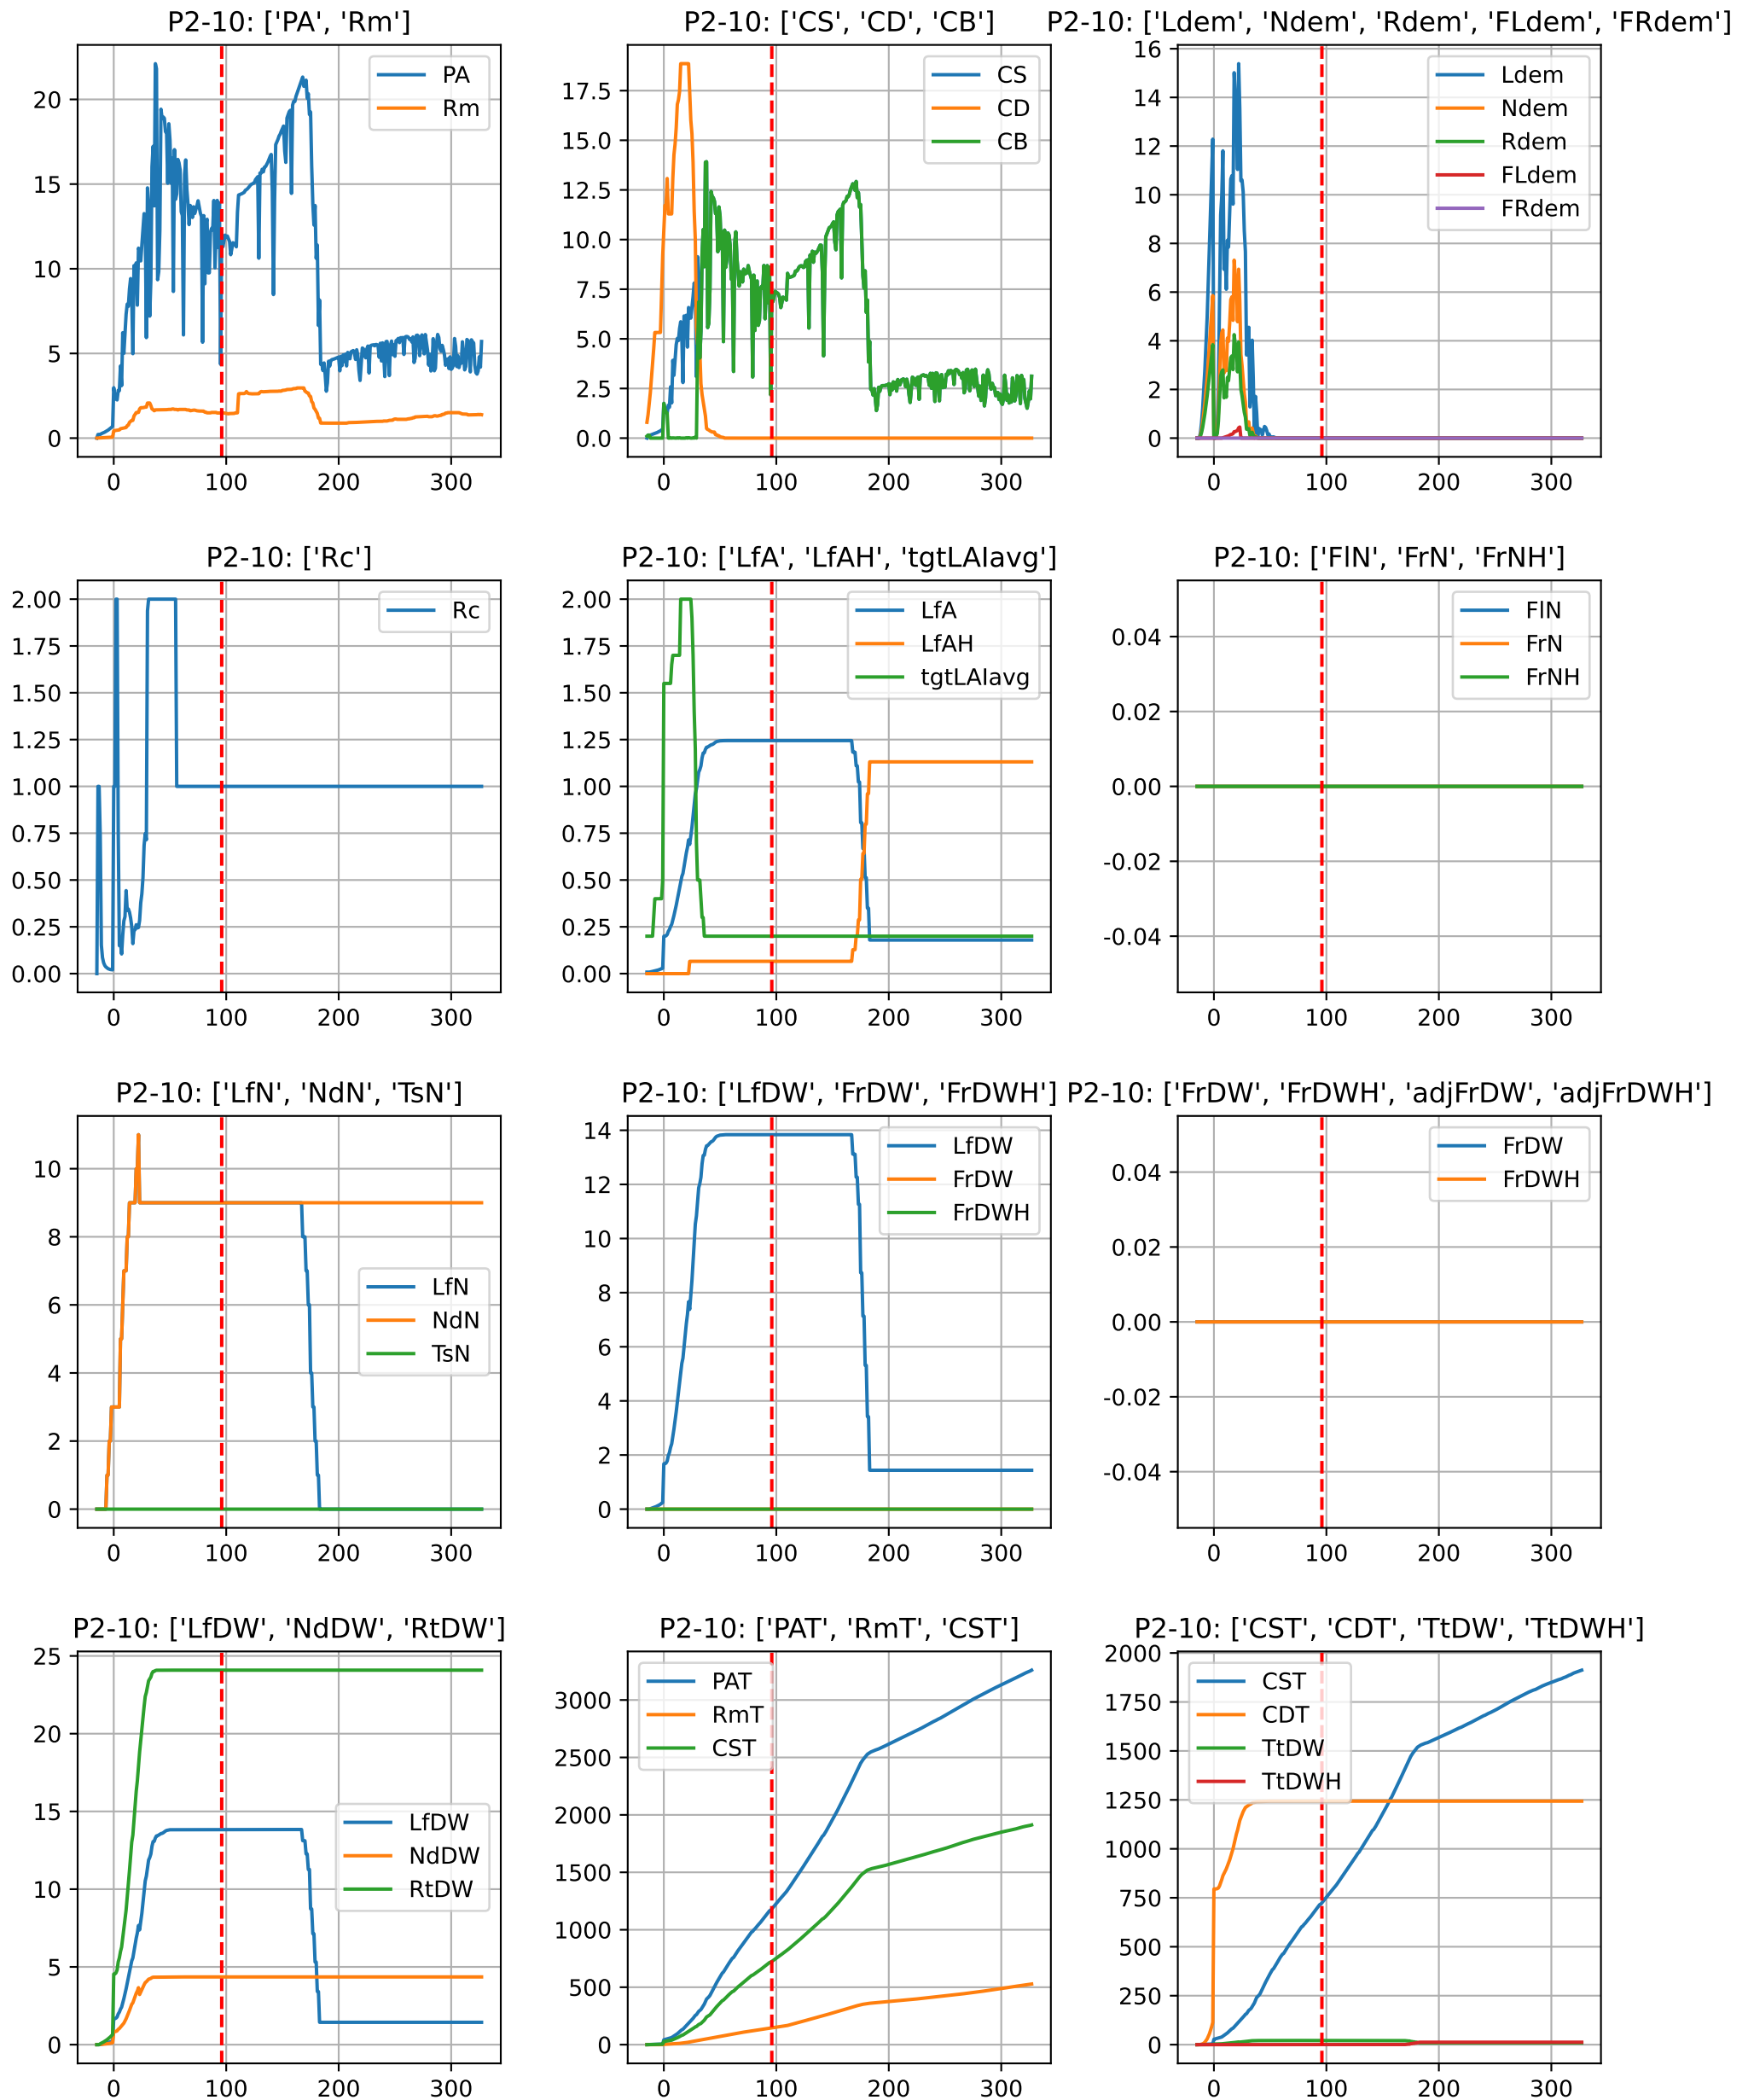 P2-10: ['PA', 'Rm']
20
15
10
5
0
0 100 200 300
PA
Rm
P2-10: ['CS', 'CD', 'CB']
17.5
15.0
12.5
10.0
7.5
5.0
2.5
0.0
0 100 200 300
CS
CD
CB
P2-10: ['Ldem', 'Ndem', 'Rdem', 'FLdem', 'FRdem']
16
14
12
10
8
6
4
2
0
0 100 200 300
Ldem
Ndem
Rdem
FLdem
FRdem
P2-10: ['Rc']
2.00
1.75
1.50
1.25
1.00
0.75
0.50
0.25
0.00
0 100 200 300
Rc
P2-10: ['LfA', 'LfAH', 'tgtLAIavg']
2.00
1.75
1.50
1.25
1.00
0.75
0.50
0.25
0.00
0 100 200 300
LfA
LfAH
tgtLAIavg
P2-10: ['FlN', 'FrN', 'FrNH']
0.04
0.02
0.00
-0.02
-0.04
0 100 200 300
FlN
FrN
FrNH
P2-10: ['LfN', 'NdN', 'TsN']
10
8
6
4
2
0
0 100 200 300
LfN
NdN
TsN
P2-10: ['LfDW', 'FrDW', 'FrDWH']
14
12
10
8
6
4
2
0
0 100 200 300
LfDW
FrDW
FrDWH
P2-10: ['FrDW', 'FrDWH', 'adjFrDW', 'adjFrDWH']
0.04
0.02
0.00
-0.02
-0.04
0 100 200 300
FrDW
FrDWH
P2-10: ['LfDW', 'NdDW', 'RtDW']
25
20
15
10
5
0
0 100 200 300
LfDW
NdDW
RtDW
P2-10: ['PAT', 'RmT', 'CST']
3000
2500
2000
1500
1000
500
0
0 100 200 300
PAT
RmT
CST
P2-10: ['CST', 'CDT', 'TtDW', 'TtDWH']
2000
1750
1500
1250
1000
750
500
250
0
0 100 200 300
CST
CDT
TtDW
TtDWH